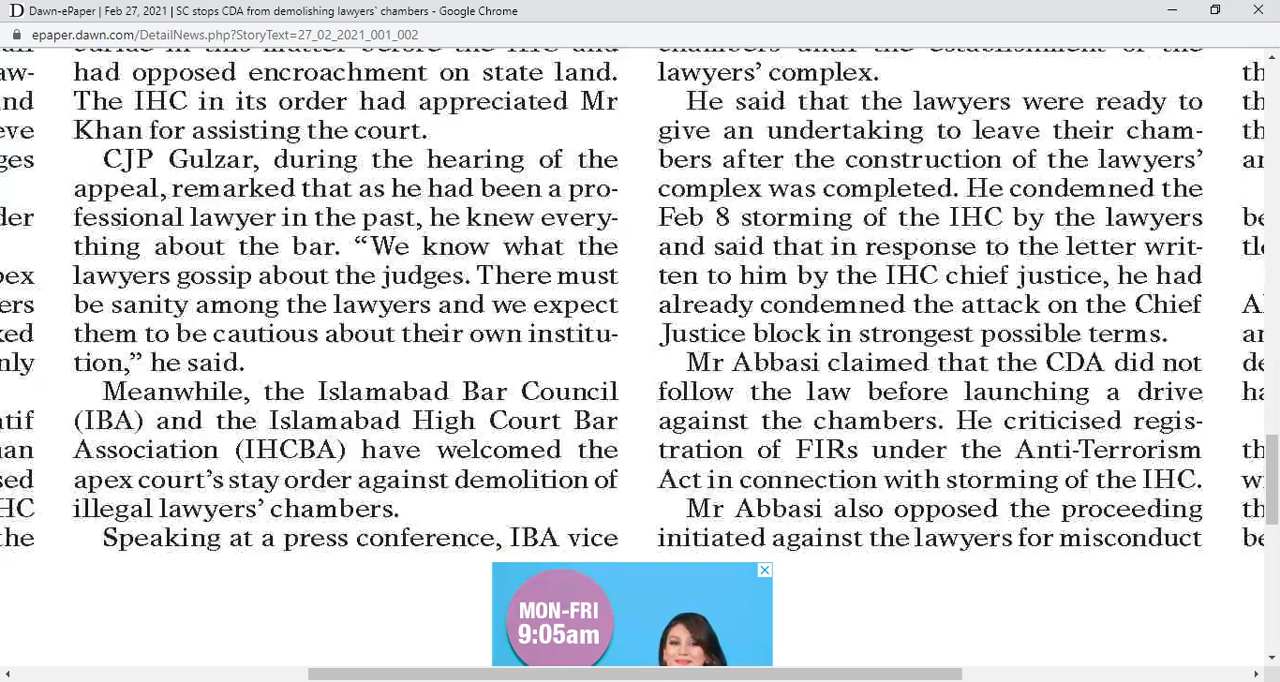 Dawn-ePaper | Feb 27, 2021 | SC stops CDA from demolishing lawyers` chambers - Google Chrome
epaper.dawn.com/DetailNews.php?StoryText=27_02_2021_001_002
had opposed encroachment on state land.
The IHC in its order had appreciated Mr
Khan for assisting the court.
CJP Gulzar, during the hearing of the
appeal, remarked that as he had been a pro-
fessional lawyer in the past, he knew every-
thing about the bar. “We know what the
lawyers gossip about the judges. There must
be sanity among the lawyers and we expect
them to be cautious about their own institu-
tion,” he said.
Meanwhile, the Islamabad Bar Council
(IBA) and the Islamabad High Court Bar
Association (IHCBA) have welcomed the
apex court’s stay order against demolition of
illegal lawyers’ chambers.
Speaking at a press conference, IBA vice
chambers until the establishment of the
lawyers’ complex.
He said that the lawyers were ready to
give an undertaking to leave their cham-
bers after the construction of the lawyers’
complex was completed. He condemned the
Feb 8 storming of the IHC by the lawyers
and said that in response to the letter writ-
ten to him by the IHC chief justice, he had
already condemned the attack on the Chief
Justice block in strongest possible terms.
Mr Abbasi claimed that the CDA did not
follow the law before launching a drive
against the chambers. He criticised regis-
tration of FIRs under the Anti-Terrorism
Act in connection with storming of the IHC.
Mr Abbasi also opposed the proceeding
initiated against the lawyers for misconduct
MON-FRI
9:05am